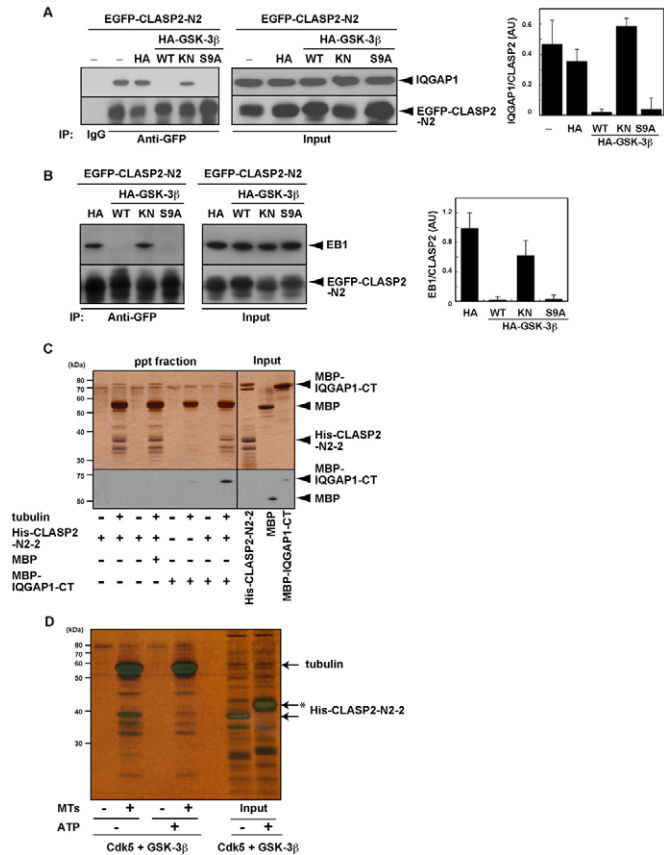 A
EGFP-CLASP2-N2
HA-GSK-3β
– – HA WT KN S9A
IP: IgG Anti-GFP
EGFP-CLASP2-N2
HA-GSK-3β
– HA WT KN S9A
IQGAP1
EGFP-CLASP2
-N2
Input
IQGAP1/CLASP2 (AU)
0.6
0.4
0.2
0
– HA WT KN S9A
HA-GSK-3β
B
EGFP-CLASP2-N2
HA-GSK-3β
HA WT KN S9A
IP: Anti-GFP
EGFP-CLASP2-N2
HA-GSK-3β
HA WT KN S9A
EB1
EGFP-CLASP2
-N2
Input
EB1/CLASP2 (AU)
1.2
0.8
0.4
0
HA WT KN S9A
HA-GSK-3β
C
ppt fraction Input
(kDa)
80
70
60
50
40
30
75
50
MBP-
IQGAP1-CT
MBP
His-CLASP2
-N2-2
MBP-
IQGAP1-CT
MBP
tubulin - + - + - + - +
His-CLASP2
-N2-2 + + + + - - + +
MBP - - - + - - - -
MBP-
IQGAP1-CT - - - - + + + +
His-CLASP2-N2-2
MBP
MBP-IQGAP1-CT
D
(kDa)
80
70
60
50
40
30
tubulin
*
His-CLASP2-N2-2
MTs - + - + Input
ATP - + - +
Cdk5 + GSK-3β Cdk5 + GSK-3β